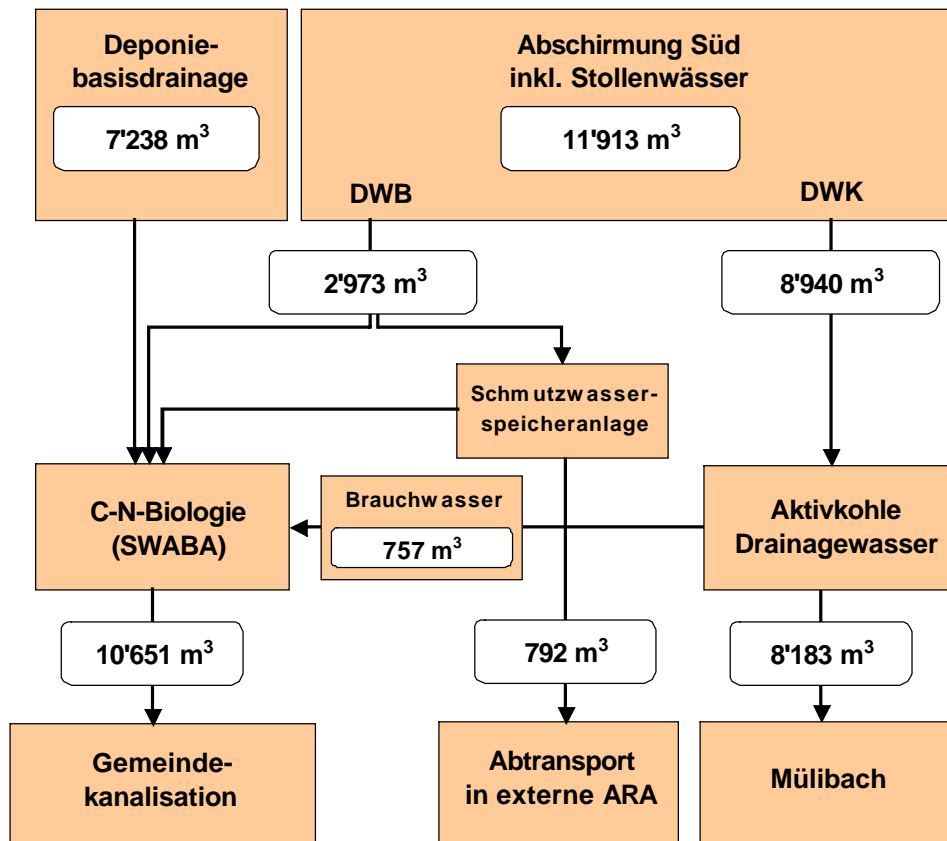 Deponie-
basisdrainage
7'238 m³
Abschirmung Süd
inkl. Stollenwässer
11'913 m³
DWB
DWK
2'973 m³
8'940 m³
Schmutzwasser-
speicheranlage
C-N-Biologie
(SWABA)
Brauchwasser
757 m³
Aktivkohle
Drainagewasser
10'651 m³
792 m³
8'183 m³
Gemeinde-
kanalisation
Abtransport
in externe ARA
Mülibach